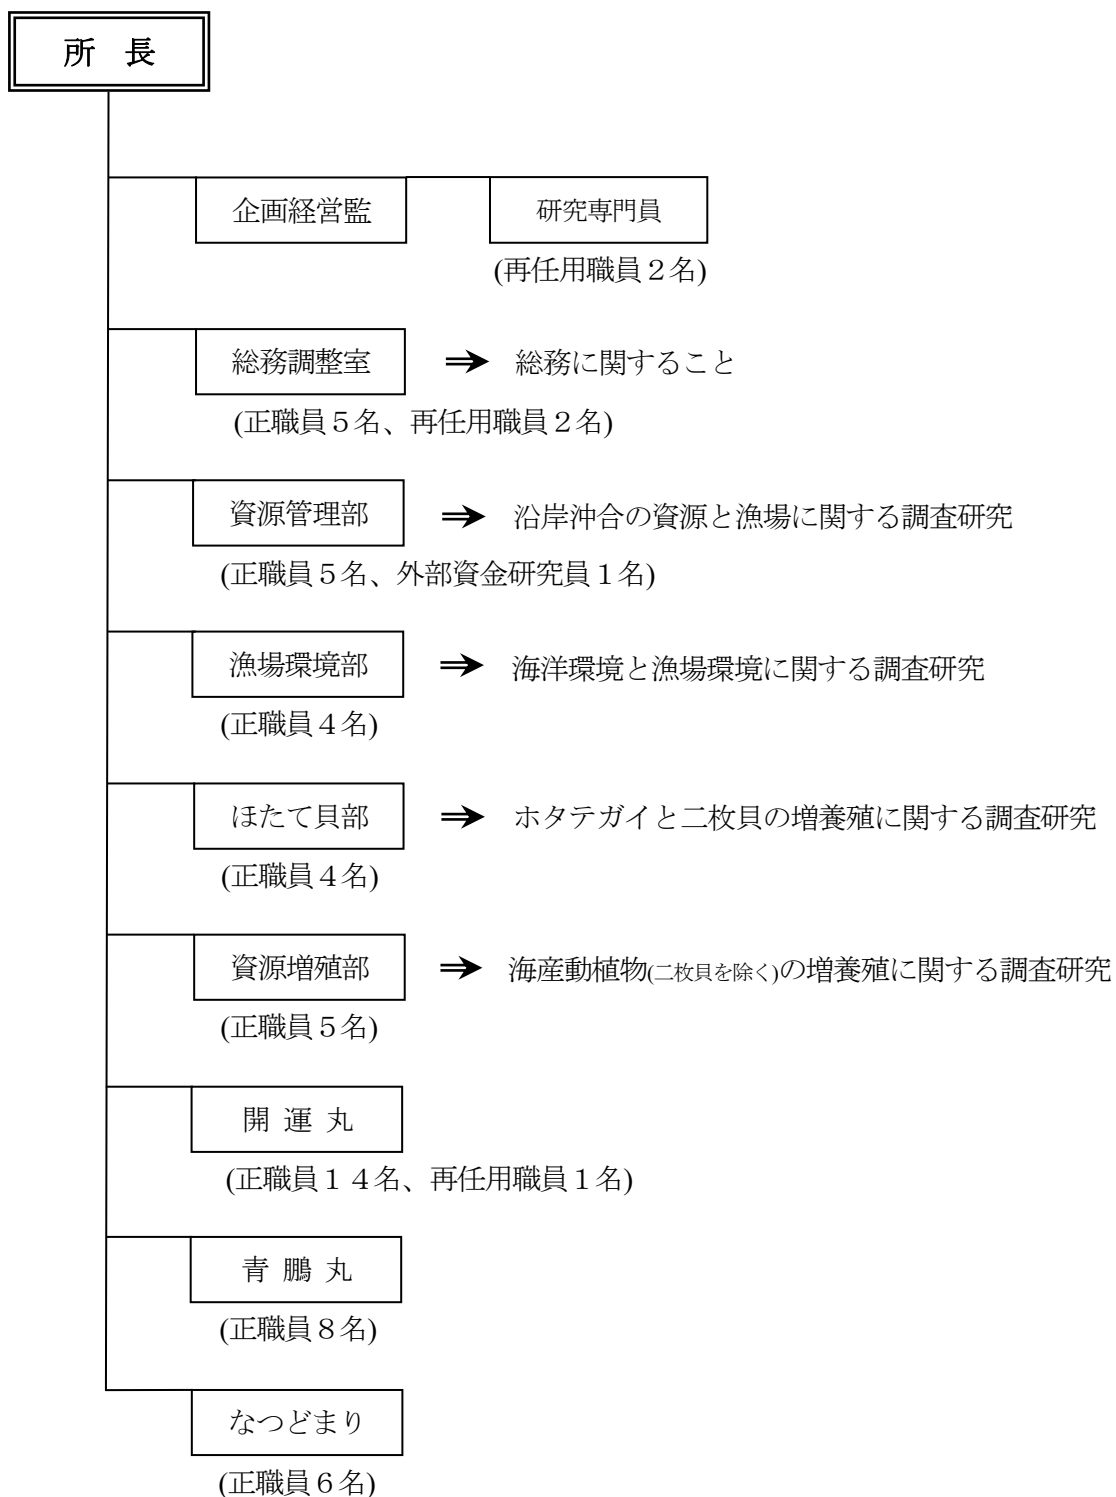 所 長
企画経営監 研究専門員
(再任用職員２名)
総務調整室 ⇒ 総務に関すること
(正職員５名、再任用職員２名)
資源管理部 ⇒ 沿岸沖合の資源と漁場に関する調査研究
(正職員５名、外部資金研究員１名)
漁場環境部 ⇒ 海洋環境と漁場環境に関する調査研究
(正職員４名)
ほたて貝部 ⇒ ホタテガイと二枚貝の増養殖に関する調査研究
(正職員４名)
資源増殖部 ⇒ 海産動植物(二枚貝を除く)の増養殖に関する調査研究
(正職員５名)
開 運 丸
(正職員１４名、再任用職員１名)
青 鵬 丸
(正職員８名)
なつどまり
(正職員６名)